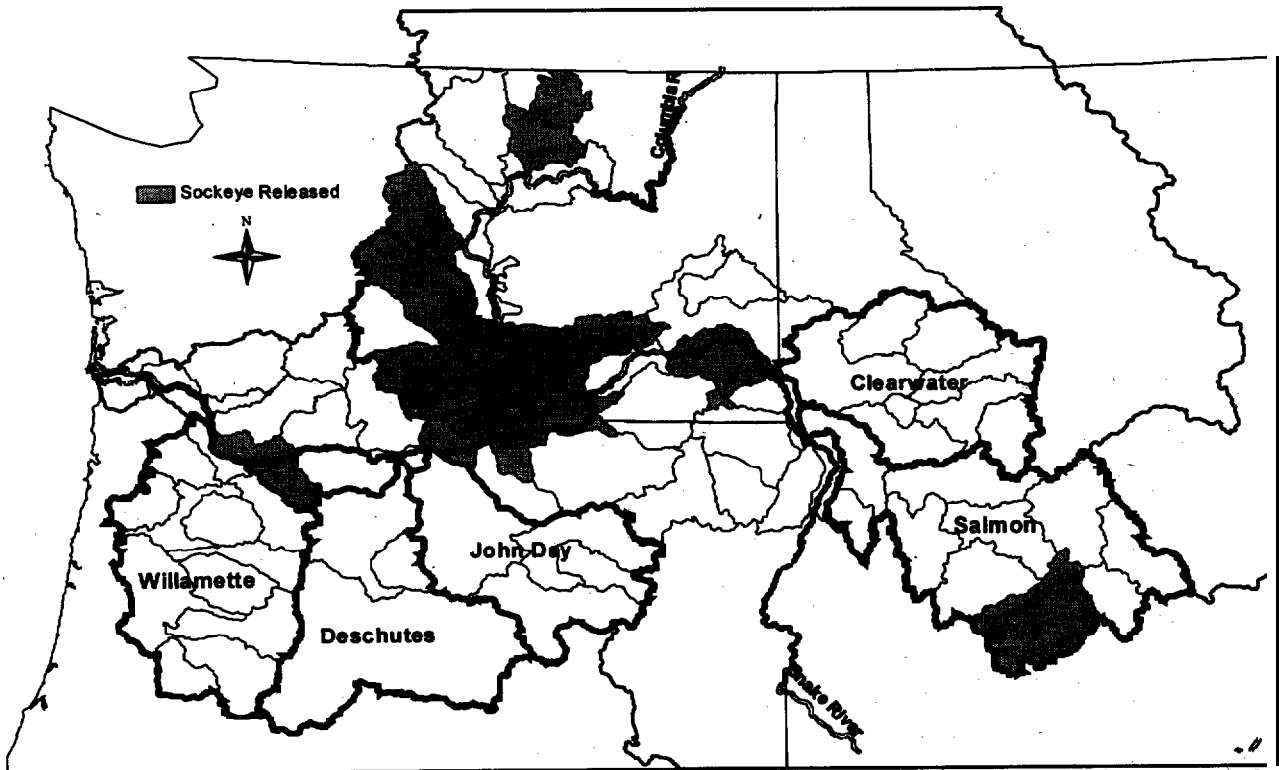 Columbia R
Sockeye Released
N
Clearwater
Salmon
John Day
Willamette
Deschutes
Snake River